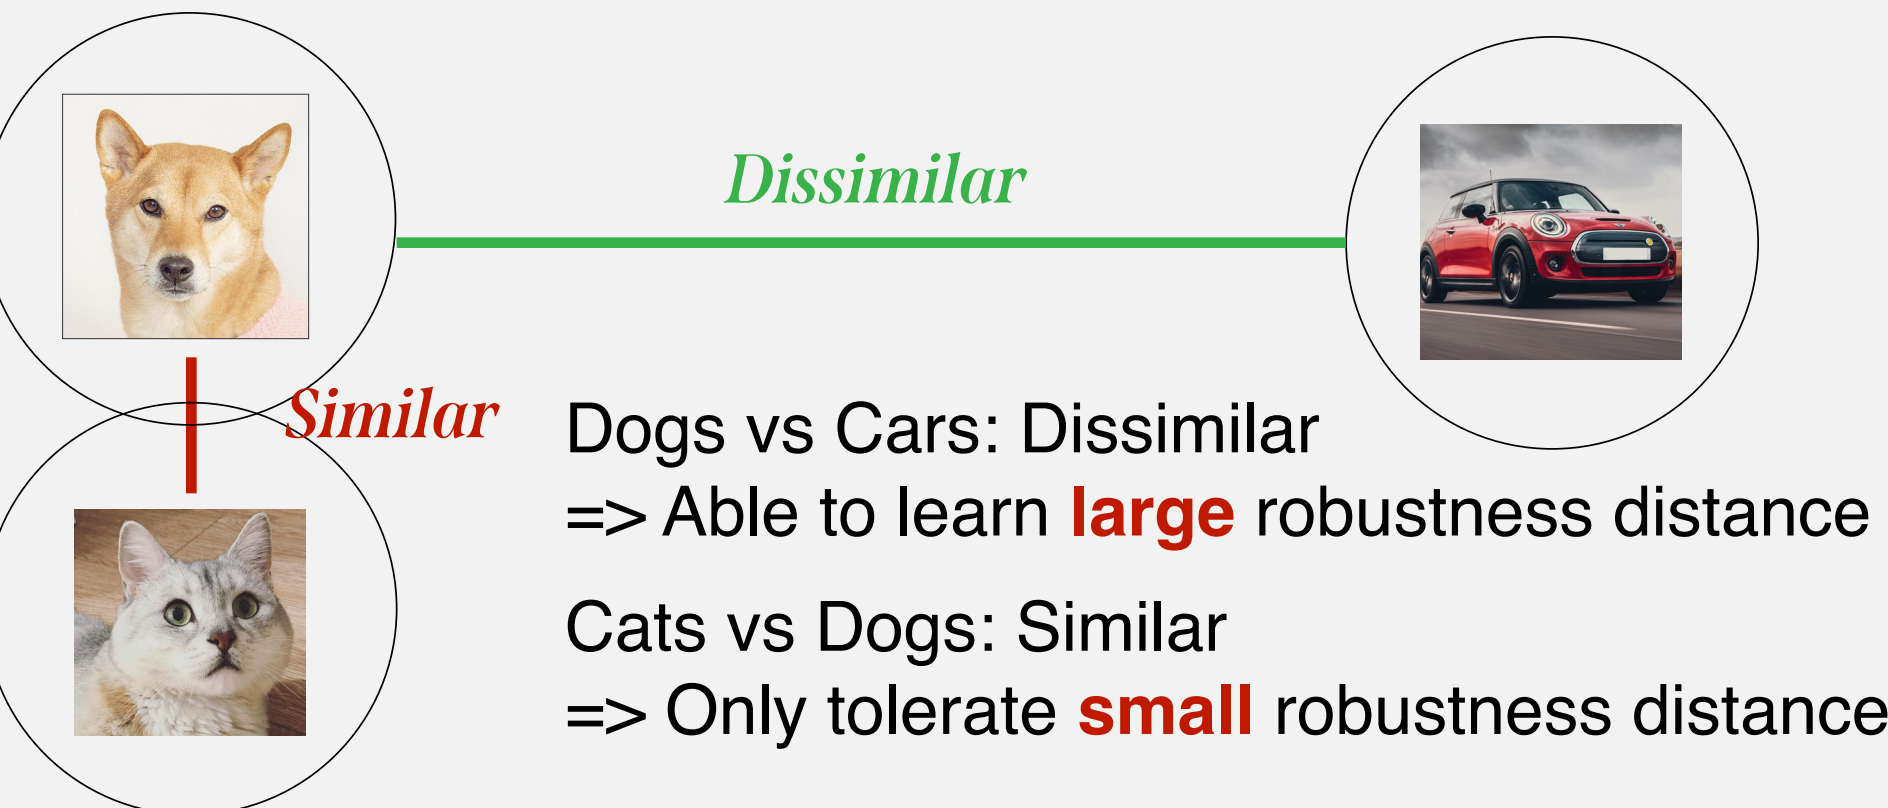 Dissimilar
Similar
Dogs vs Cars: Dissimilar
=> Able to learn large robustness distance
Cats vs Dogs: Similar
=> Only tolerate small robustness distance